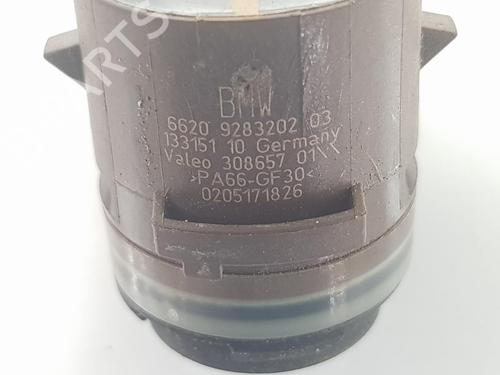 BMW
6620 9283202 03
133151 10 Germany
Valeo 308657 01\\
>PA66-GF30<
0205171826